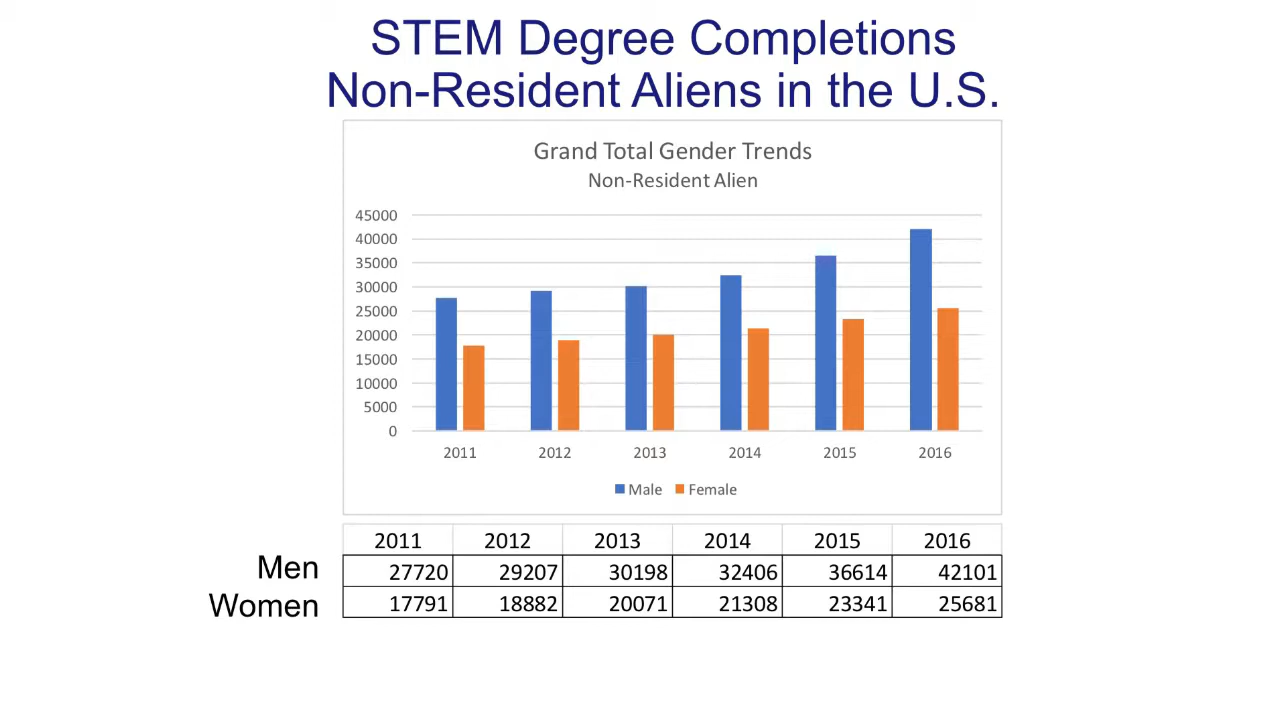 STEM Degree Completions
Non-Resident Aliens in the U.S.
Grand Total Gender Trends
Non-Resident Alien
45000
40000
35000
30000
25000
20000
15000
10000
5000
0
2011 2012 2013 2014 2015 2016
Male Female
2011 2012 2013 2014 2015 2016
Men 27720 29207 30198 32406 36614 42101
Women 17791 18882 20071 21308 23341 25681